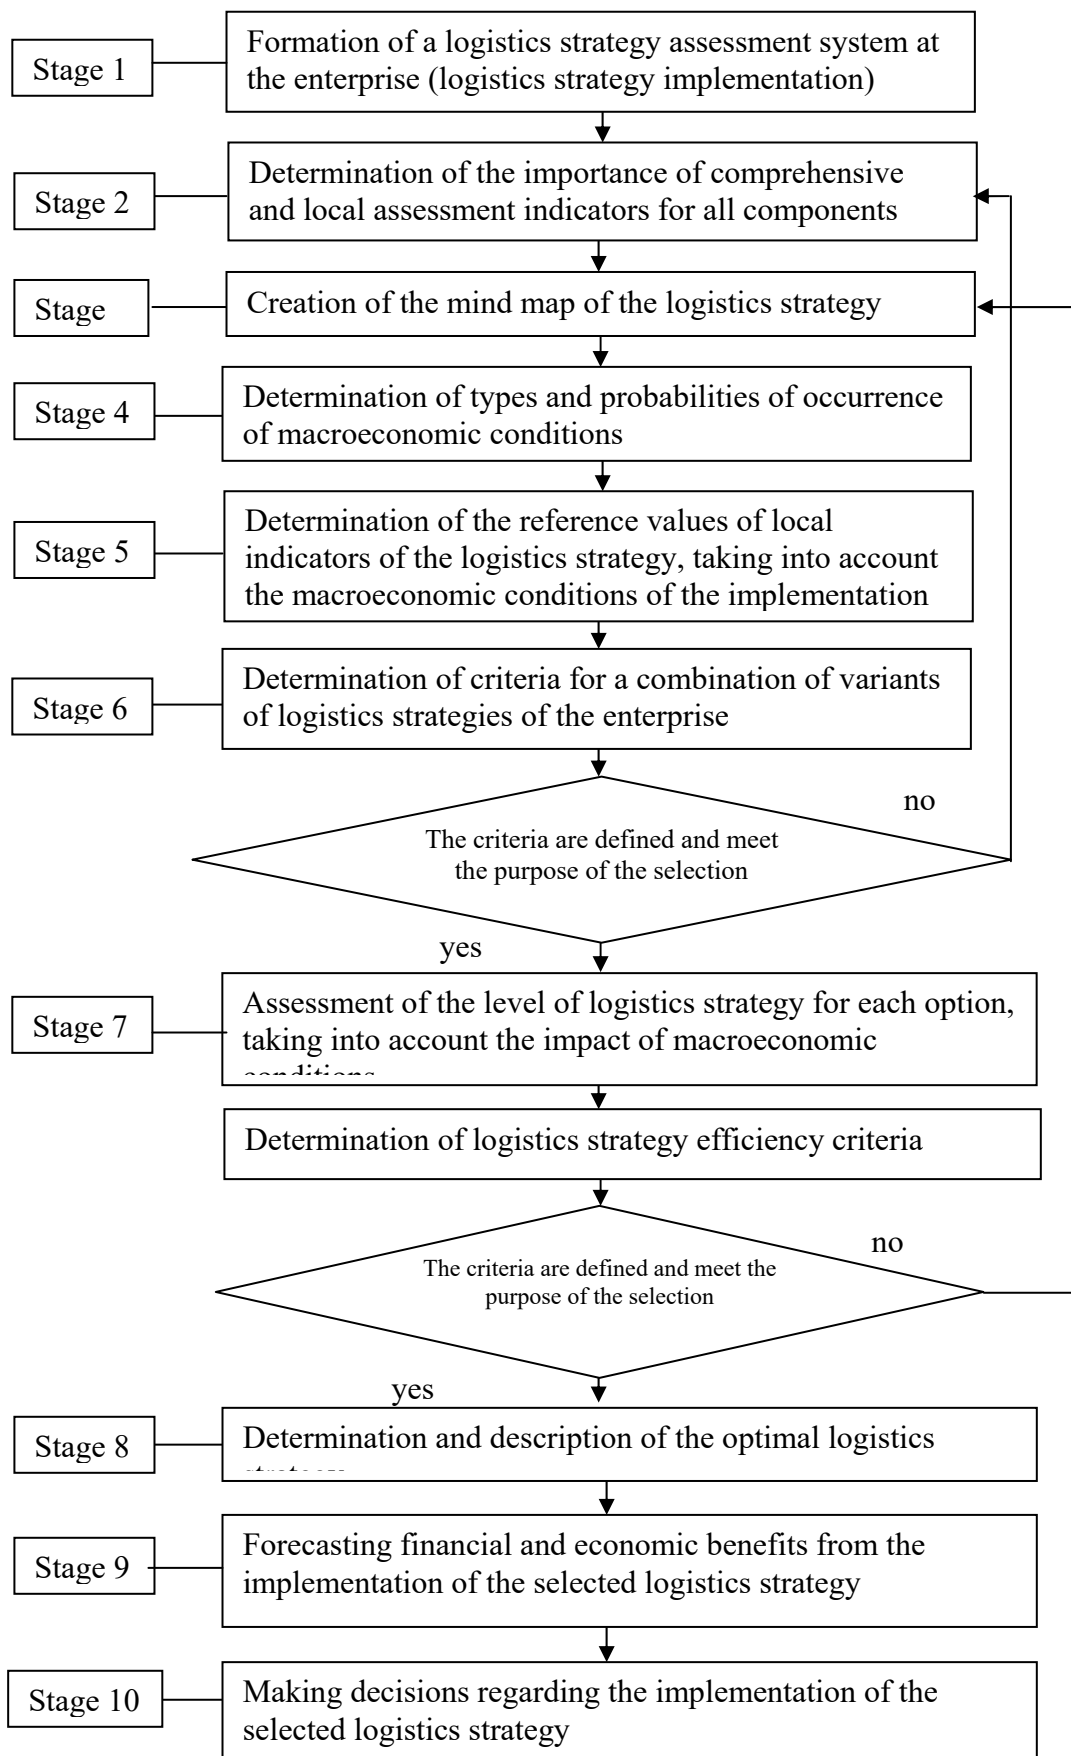 Stage 1
Formation of a logistics strategy assessment system at
the enterprise (logistics strategy implementation)
Stage 2
Determination of the importance of comprehensive
and local assessment indicators for all components
Stage
Creation of the mind map of the logistics strategy
Stage 4
Determination of types and probabilities of occurrence
of macroeconomic conditions
Stage 5
Determination of the reference values of local
indicators of the logistics strategy, taking into account
the macroeconomic conditions of the implementation
Stage 6
Determination of criteria for a combination of variants
of logistics strategies of the enterprise
no
The criteria are defined and meet
the purpose of the selection
yes
Stage 7
Assessment of the level of logistics strategy for each option,
taking into account the impact of macroeconomic
Determination of logistics strategy efficiency criteria
no
The criteria are defined and meet the
purpose of the selection
yes
Stage 8
Determination and description of the optimal logistics
Stage 9
Forecasting financial and economic benefits from the
implementation of the selected logistics strategy
Stage 10
Making decisions regarding the implementation of the
selected logistics strategy